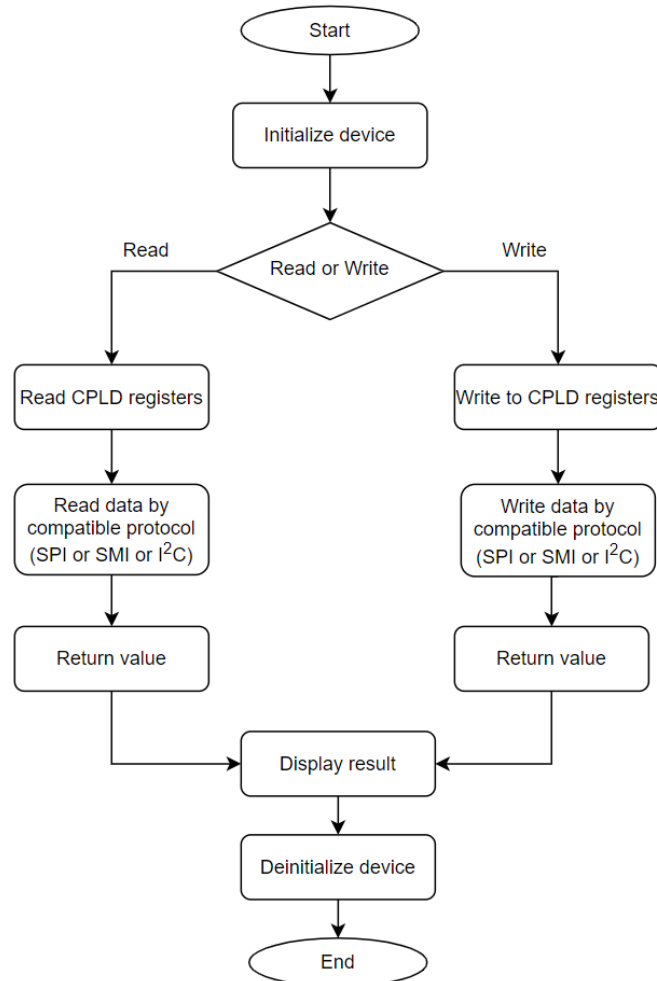 Start
Initialize device
Read
Write
Read or Write
Read CPLD registers
Write to CPLD registers
Read data by
compatible protocol
(SPI or SMI or I²C)
Write data by
compatible protocol
(SPI or SMI or I²C)
Return value
Return value
Display result
Deinitialize device
End